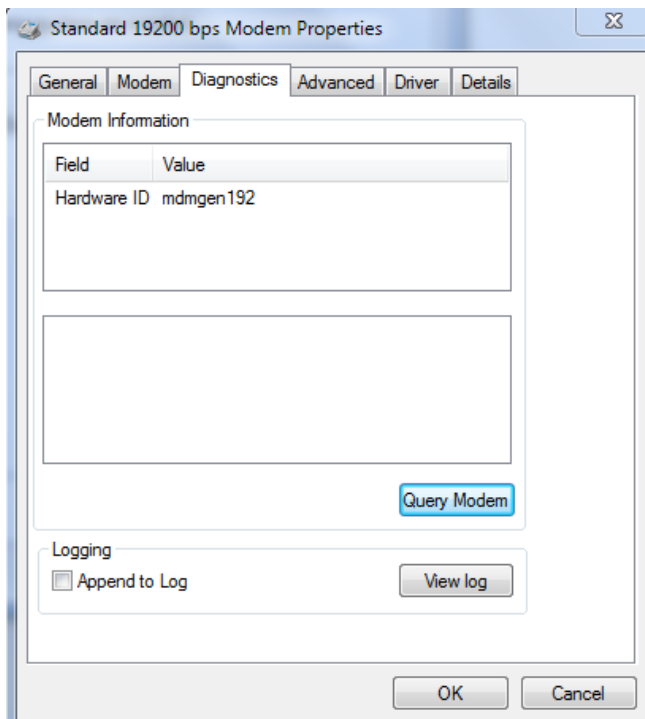 Standard 19200 bps Modem Properties
General Modem Diagnostics Advanced Driver Details
Modem Information
Field Value
Hardware ID mdmgen192
Query Modem
Logging
Append to Log View log
OK Cancel